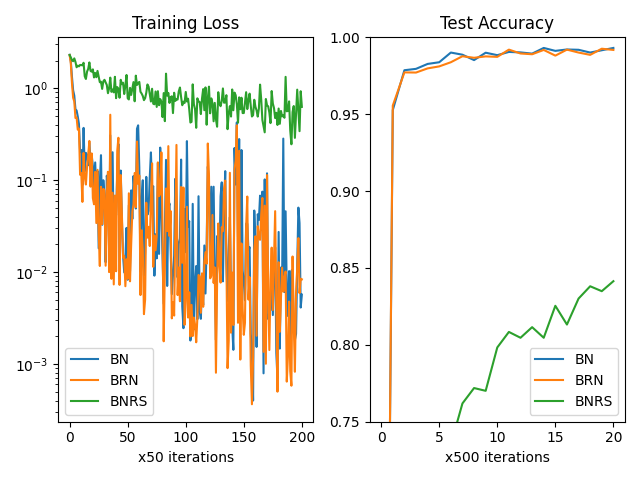 Training Loss
10⁰
10⁻¹
10⁻²
10⁻³
BN
BRN
BNRS
0 50 100 150 200
x50 iterations
Test Accuracy
1.00
0.95
0.90
0.85
0.80
0.75
BN
BRN
BNRS
0 5 10 15 20
x500 iterations